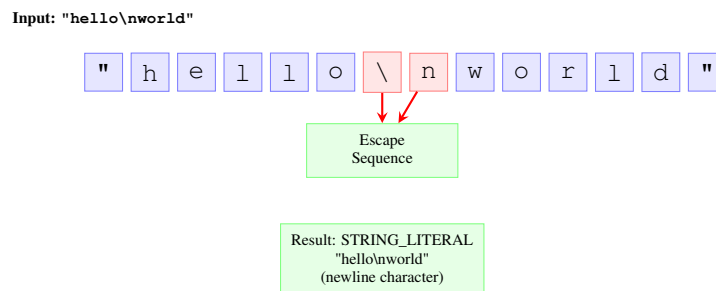 Input: "hello\nworld"
" h e l l o \ n w o r l d "
Escape
Sequence
Result: STRING_LITERAL
"hello\nworld"
(newline character)